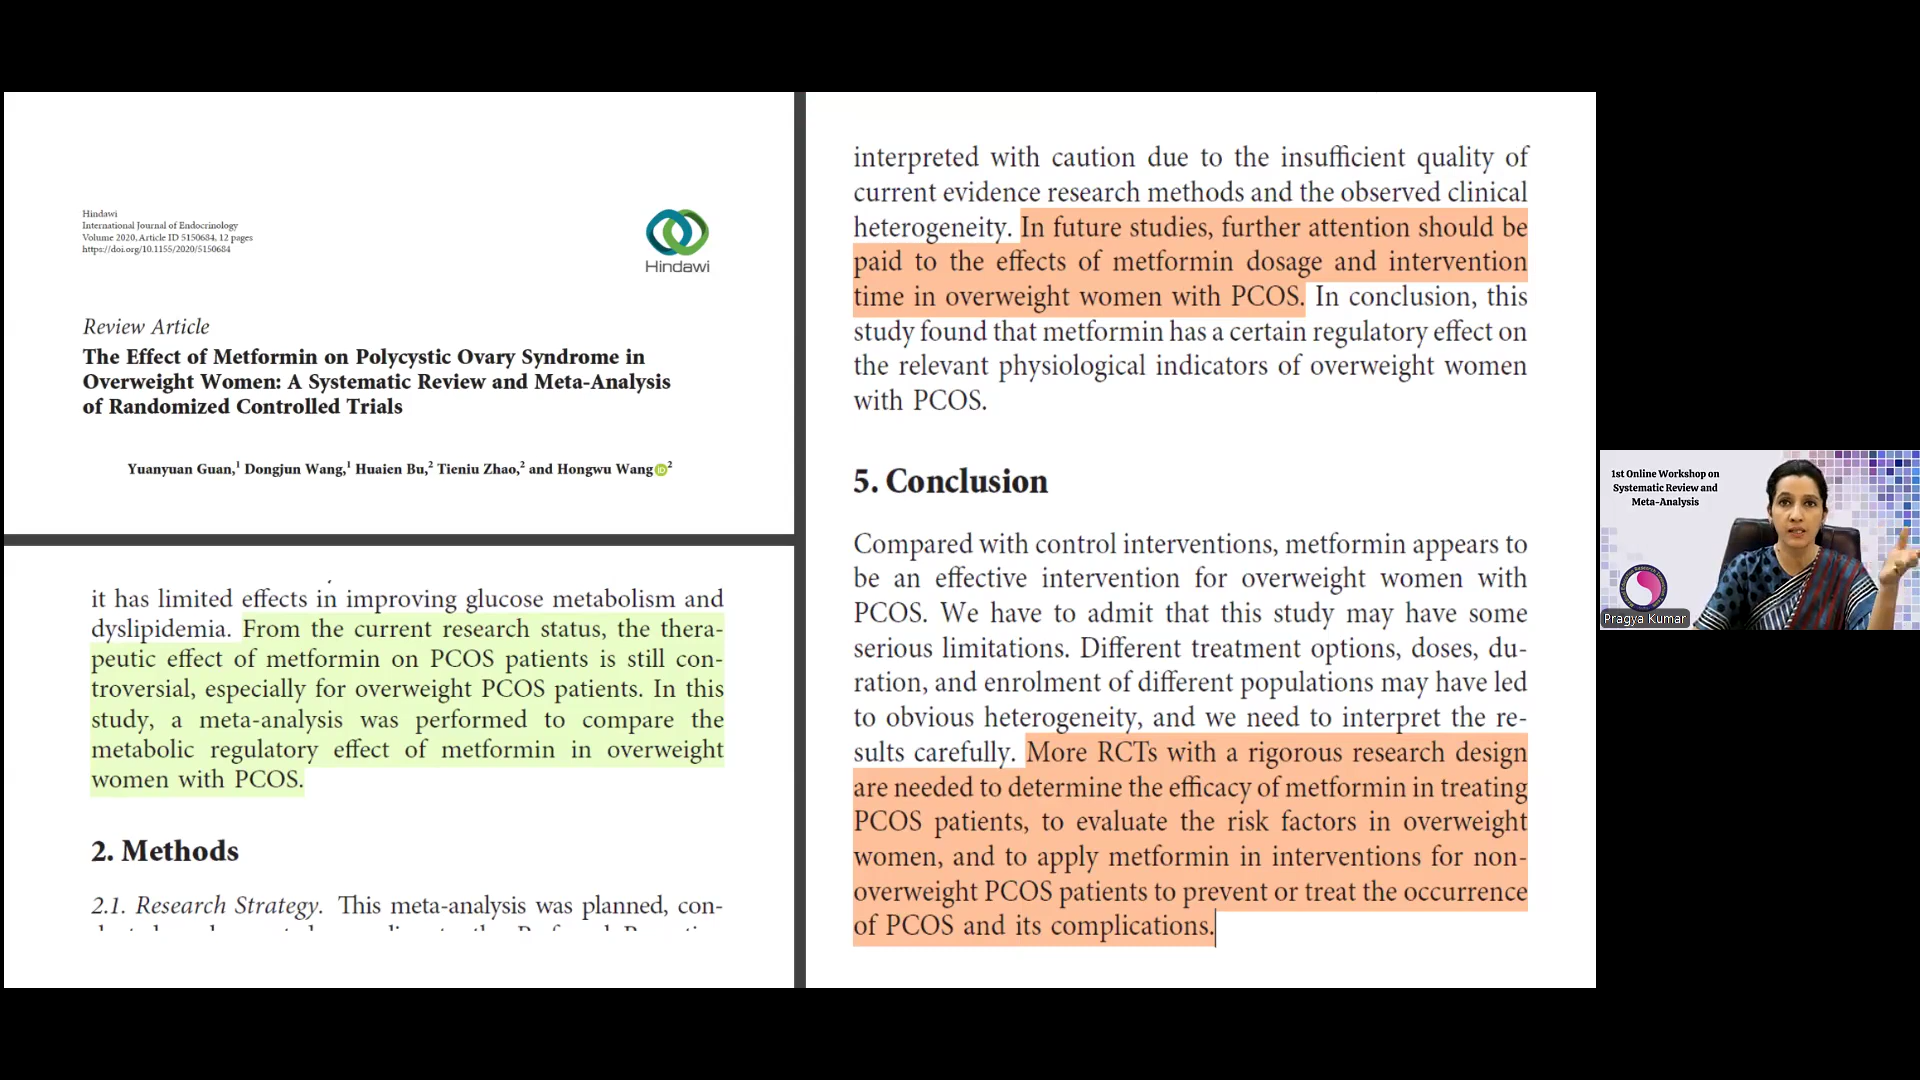 Hindawi
International Journal of Endocrinology
Volume 2020, Article ID 5150684, 12 pages
https://doi.org/10.1155/2020/5150684
Hindawi
Review Article
The Effect of Metformin on Polycystic Ovary Syndrome in
Overweight Women: A Systematic Review and Meta-Analysis
of Randomized Controlled Trials
Yuanyuan Guan,1 Dongjun Wang,1 Huaien Bu,2 Tieniu Zhao,2 and Hongwu Wang iD 2
it has limited effects in improving glucose metabolism and
dyslipidemia. From the current research status, the thera-
peutic effect of metformin on PCOS patients is still con-
troversial, especially for overweight PCOS patients. In this
study, a meta-analysis was performed to compare the
metabolic regulatory effect of metformin in overweight
women with PCOS.
2. Methods
2.1. Research Strategy. This meta-analysis was planned, con-
interpreted with caution due to the insufficient quality of
current evidence research methods and the observed clinical
heterogeneity. In future studies, further attention should be
paid to the effects of metformin dosage and intervention
time in overweight women with PCOS. In conclusion, this
study found that metformin has a certain regulatory effect on
the relevant physiological indicators of overweight women
with PCOS.
5. Conclusion
Compared with control interventions, metformin appears to
be an effective intervention for overweight women with
PCOS. We have to admit that this study may have some
serious limitations. Different treatment options, doses, du-
ration, and enrolment of different populations may have led
to obvious heterogeneity, and we need to interpret the re-
sults carefully. More RCTs with a rigorous research design
are needed to determine the efficacy of metformin in treating
PCOS patients, to evaluate the risk factors in overweight
women, and to apply metformin in interventions for non-
overweight PCOS patients to prevent or treat the occurrence
of PCOS and its complications.
1st Online Workshop on
Systematic Review and
Meta-Analysis
Pragya Kumar